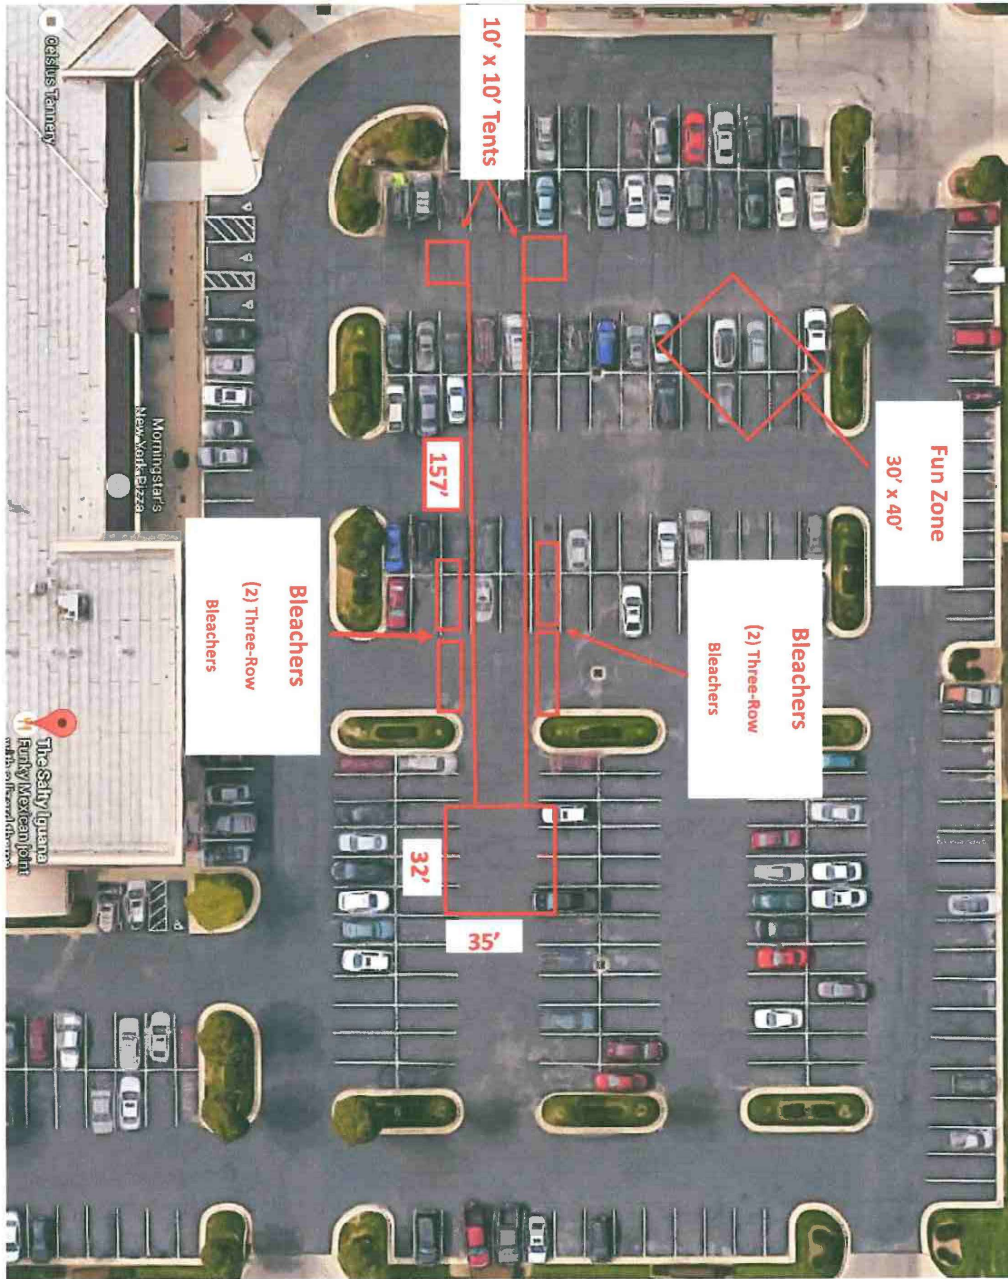 Fun Zone
30' x 40'
Bleachers
(2) Three-Row
Bleachers
10' x 10' Tents
157'
35'
32'
Bleachers
(2) Three-Row
Bleachers
Morningstar's
New York Pizza
Celsius Tannery
The Salty Iguana
Funky Mexican joint